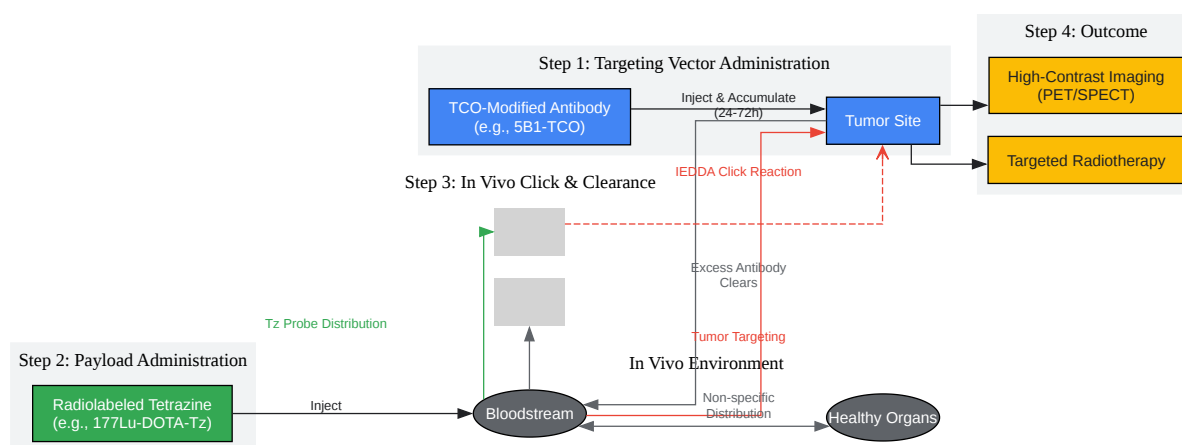 Step 4: Outcome
High-Contrast Imaging
(PET/SPECT)
Targeted Radiotherapy
Step 1: Targeting Vector Administration
TCO-Modified Antibody
(e.g., 5B1-TCO)
Inject & Accumulate
(24-72h)
Tumor Site
IEDDA Click Reaction
Step 3: In Vivo Click & Clearance
Excess Antibody
Clears
Tz Probe Distribution
Tumor Targeting
In Vivo Environment
Step 2: Payload Administration
Radiolabeled Tetrazine
(e.g., 177Lu-DOTA-Tz)
Inject
Bloodstream
Non-specific
Distribution
Healthy Organs